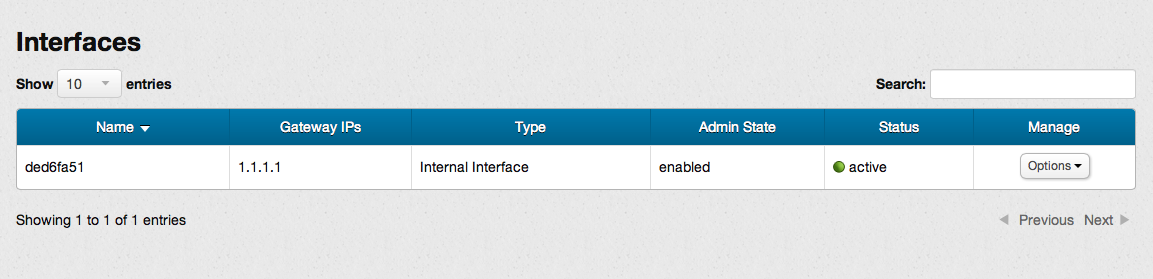 Interfaces
Show 10 entries Search:
Name Gateway IPs Type Admin State Status Manage
ded6fa51 1.1.1.1 Internal Interface enabled active Options
Showing 1 to 1 of 1 entries Previous Next